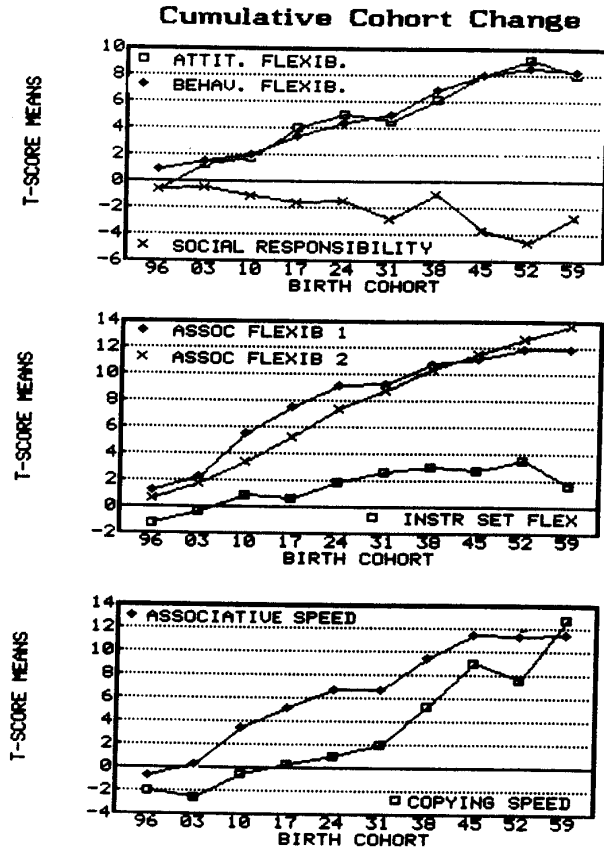 Cumulative Cohort Change
10
ATTIT. FLEXIB.
8
BEHAV. FLEXIB.
6
4
2
0
-2
-4
SOCIAL RESPONSIBILITY
-6
T-SCORE MEANS
96 03 10 17 24 31 38 45 52 59
BIRTH COHORT
14
ASSOC FLEXIB 1
12
ASSOC FLEXIB 2
10
8
6
4
2
0
INSTR SET FLEX
-2
T-SCORE MEANS
96 03 10 17 24 31 38 45 52 59
BIRTH COHORT
14
ASSOCIATIVE SPEED
12
10
8
6
4
2
0
-2
COPYING SPEED
-4
T-SCORE MEANS
96 03 10 17 24 31 38 45 52 59
BIRTH COHORT